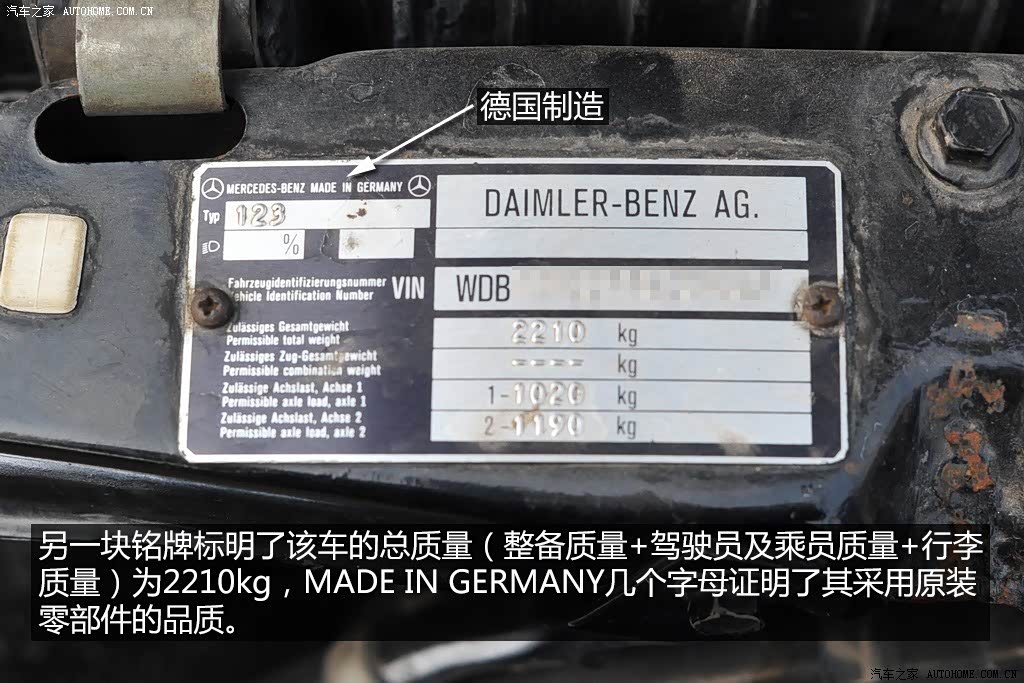 汽车之家 AUTOHOME.COM.CN
德国制造
MERCEDES-BENZ MADE IN GERMANY
DAIMLER-BENZ AG.
Typ 123
%
Fahrzeugidentifizierungsnummer
Vehicle Identification Number VIN WDB
Zulässiges Gesamtgewicht
Permissible total weight 2210 kg
Zulässiges Zug-Gesamtgewicht
Permissible combination weight ---- kg
Zulässige Achslast, Achse 1
Permissible axle load, axle 1 1-1020 kg
Zulässige Achslast, Achse 2
Permissible axle load, axle 2 2-1190 kg
另一块铭牌标明了该车的总质量（整备质量+驾驶员及乘员质量+行李
质量）为2210kg，MADE IN GERMANY几个字母证明了其采用原装
零部件的品质。
汽车之家 AUTOHOME.COM.CN